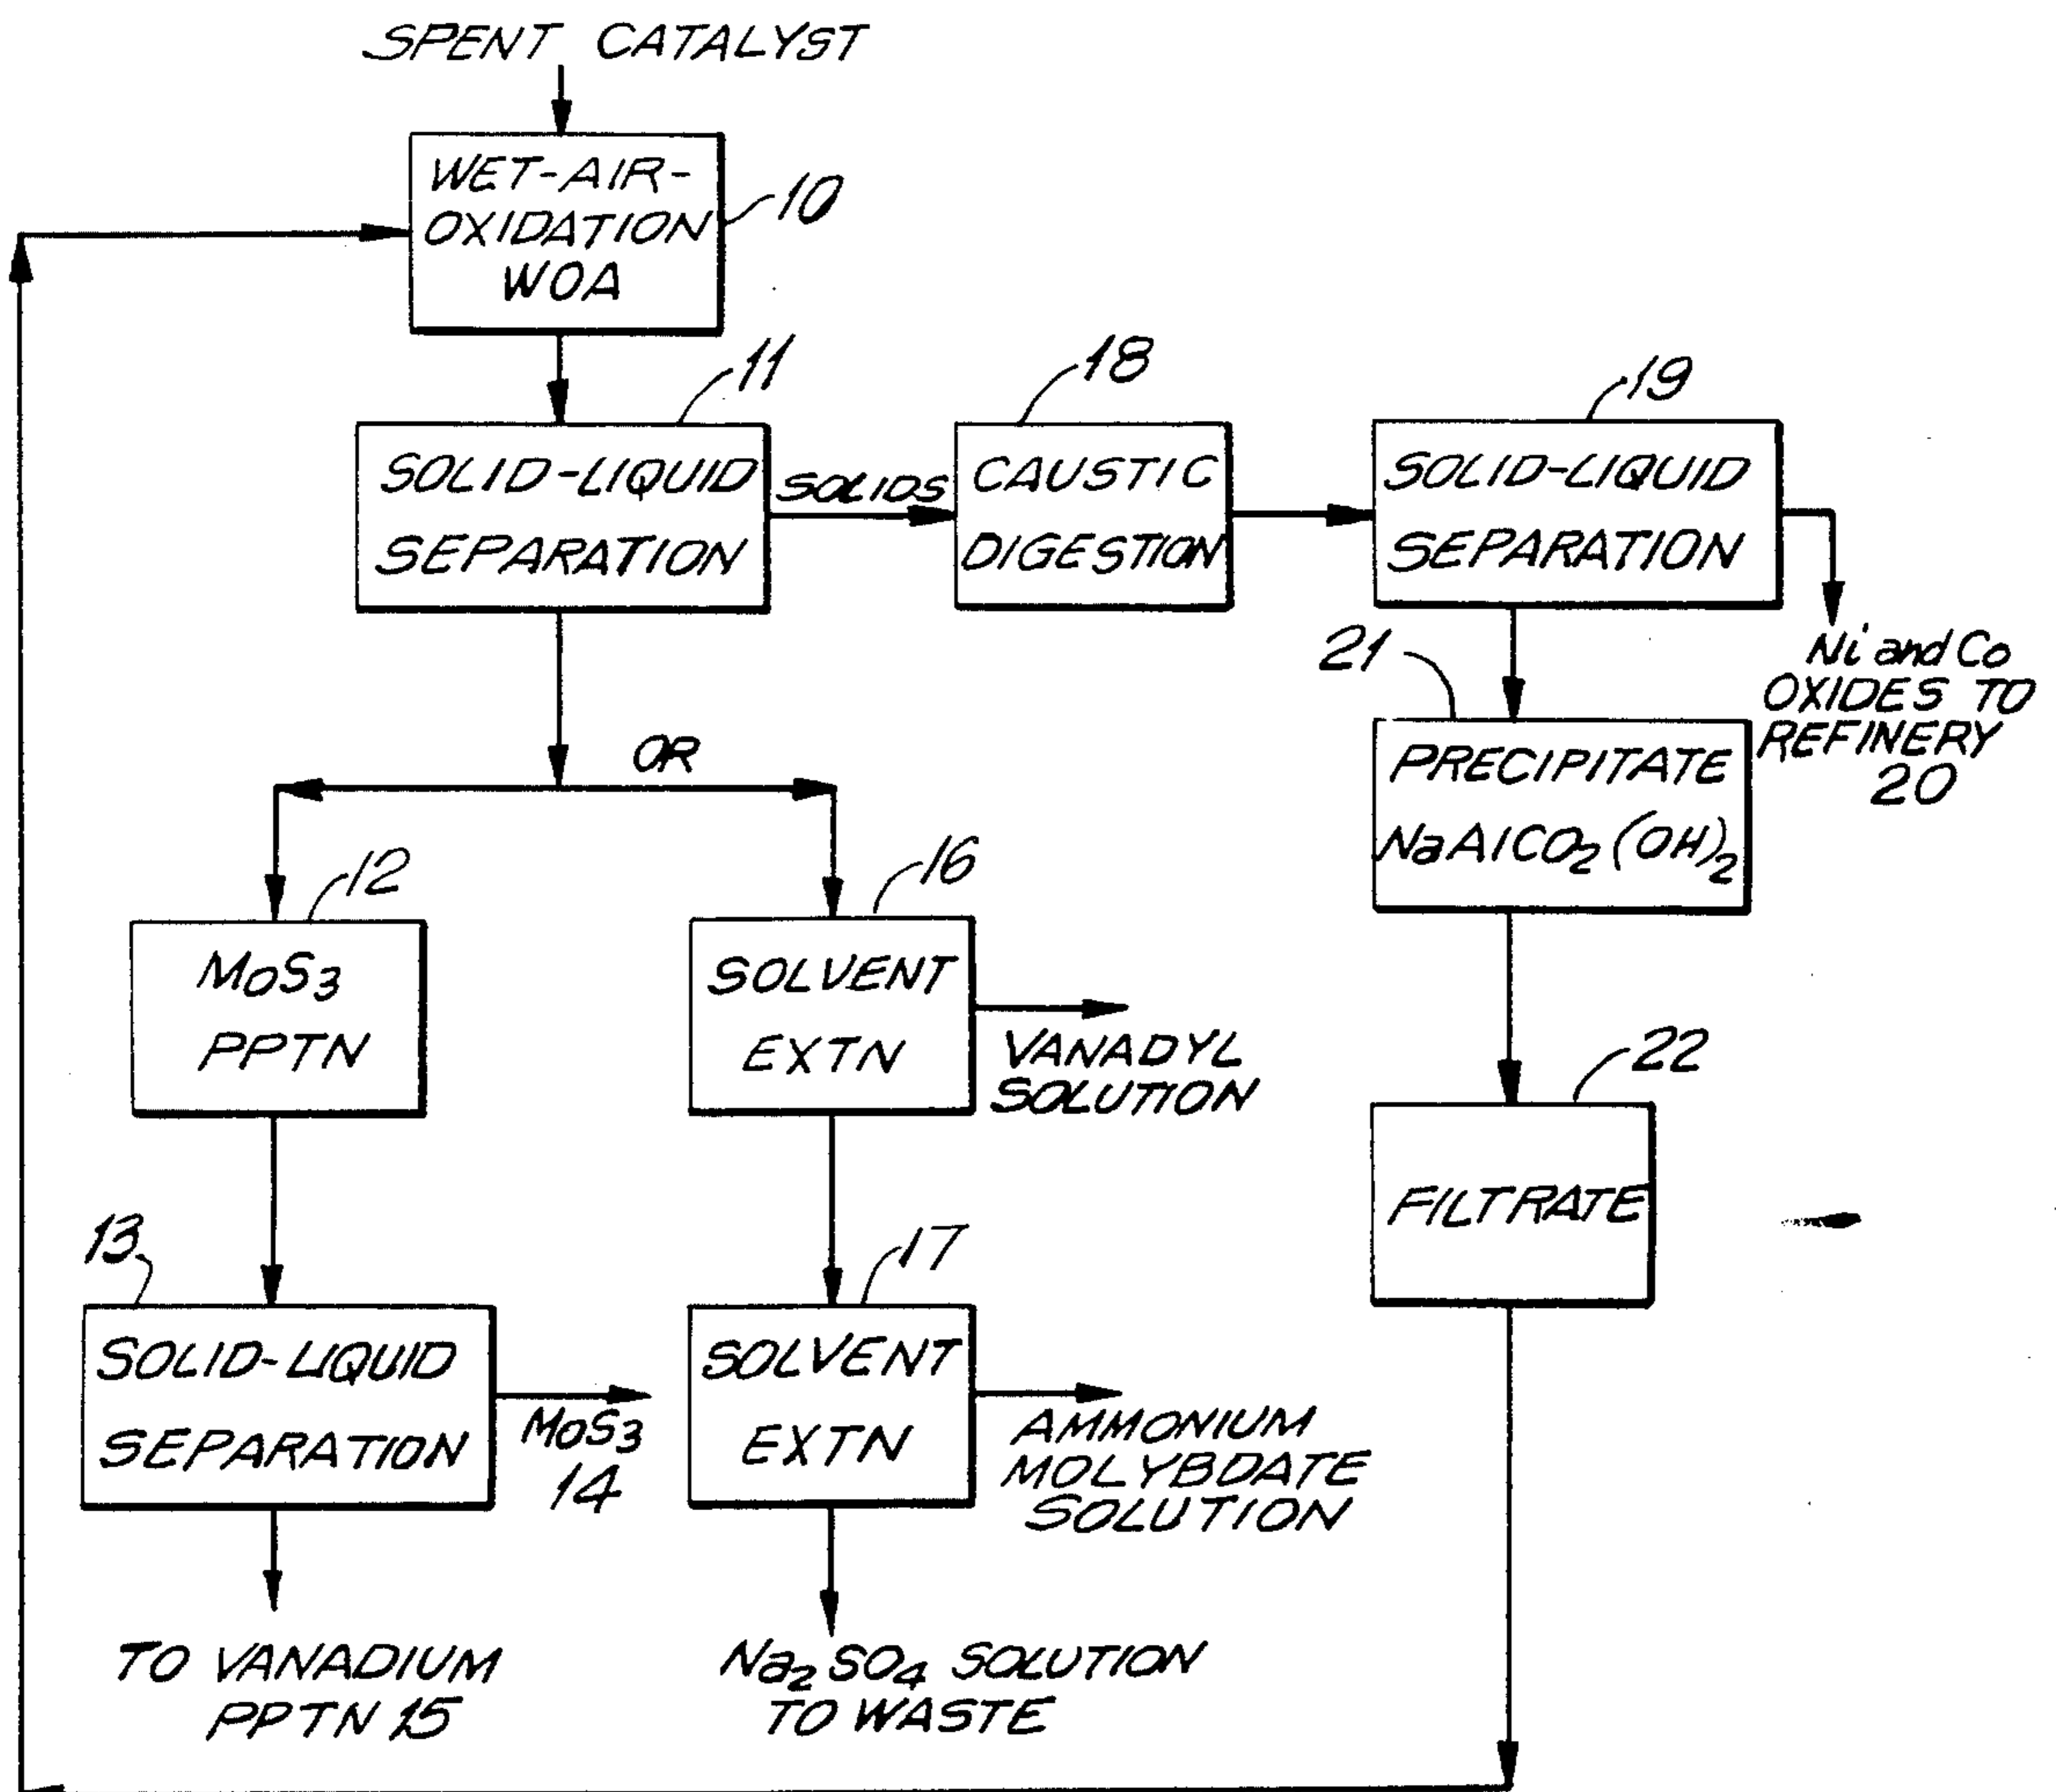 SPENT CATALYST
WET-AIR-
OXIDATION
WOA
10
11
SOLID-LIQUID
SEPARATION
SOLIDS
18
CAUSTIC
DIGESTION
19
SOLID-LIQUID
SEPARATION
Ni and Co
OXIDES TO
REFINERY
20
21
PRECIPITATE
NaAlCO₂(OH)₂
OR
12
MoS₃
PPTN
16
SOLVENT
EXTN
VANADYL
SOLUTION
22
FILTRATE
13
SOLID-LIQUID
SEPARATION
MoS₃
14
17
SOLVENT
EXTN
AMMONIUM
MOLYBDATE
SOLUTION
TO VANADIUM
PPTN 15
Na₂SO₄ SOLUTION
TO WASTE